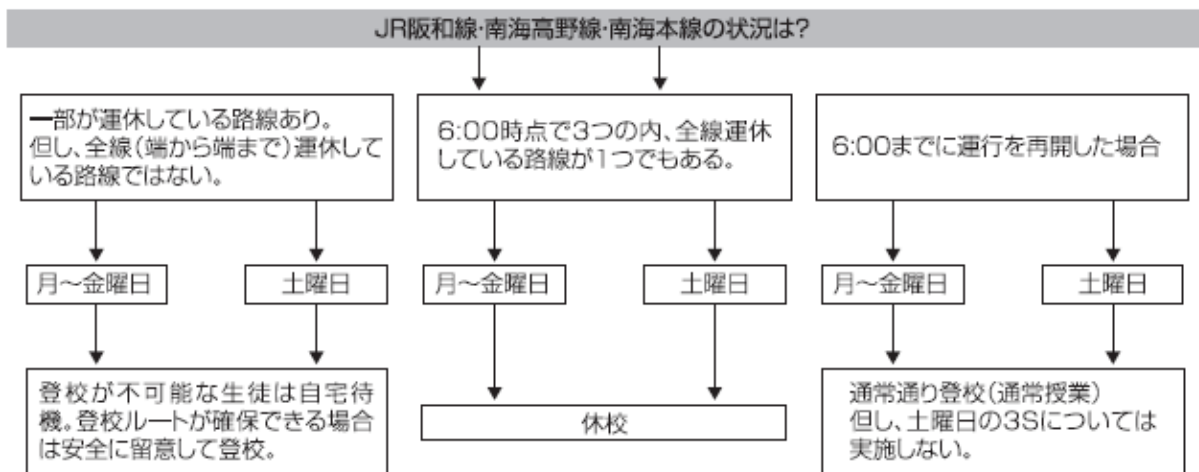 JR阪和線・南海高野線・南海本線の状況は?
一部が運休している路線あり。
但し、全線(端から端まで)運休して
いる路線ではない。
6:00時点で3つの内、全線運休
している路線が1つでもある。
6:00までに運行を再開した場合
月〜金曜日
土曜日
月〜金曜日
土曜日
月〜金曜日
土曜日
登校が不可能な生徒は自宅待
機。登校ルートが確保できる場合
は安全に留意して登校。
休校
通常通り登校(通常授業)
但し、土曜日の3Sについては
実施しない。